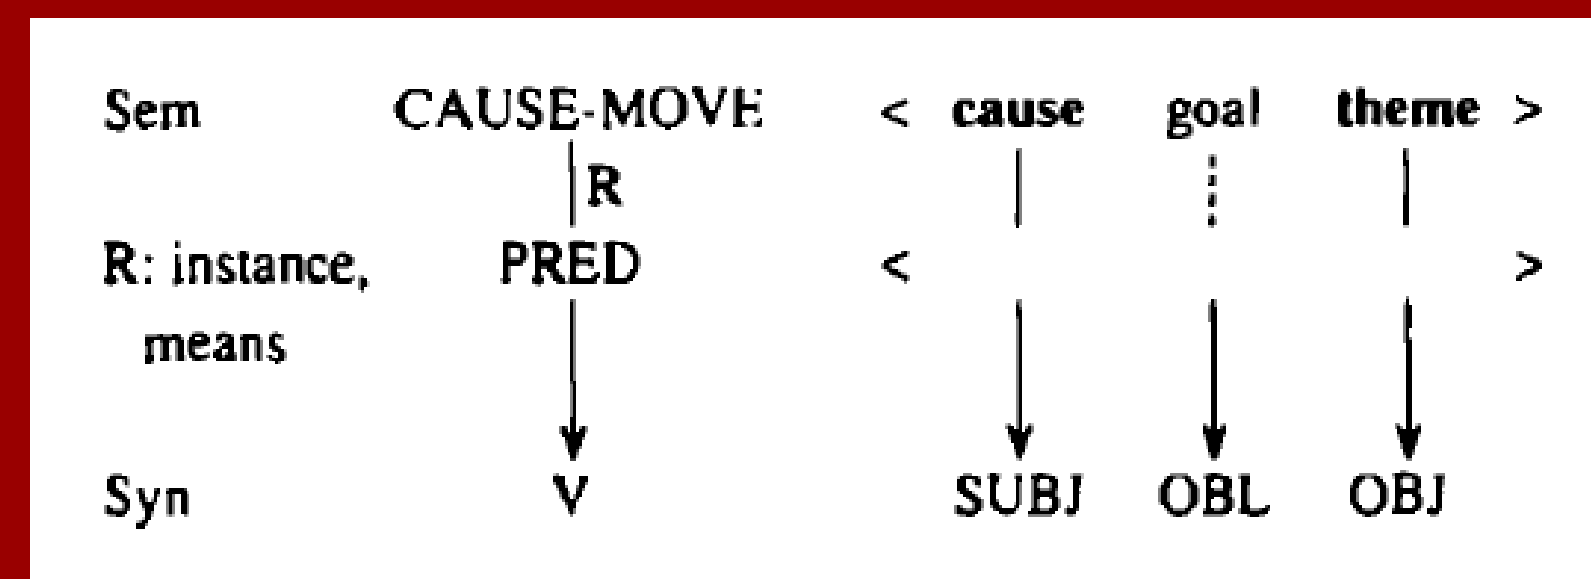 Sem CAUSE-MOVE < cause goal theme >
R
R: instance, PRED < >
means
Syn V SUBJ OBL OBJ